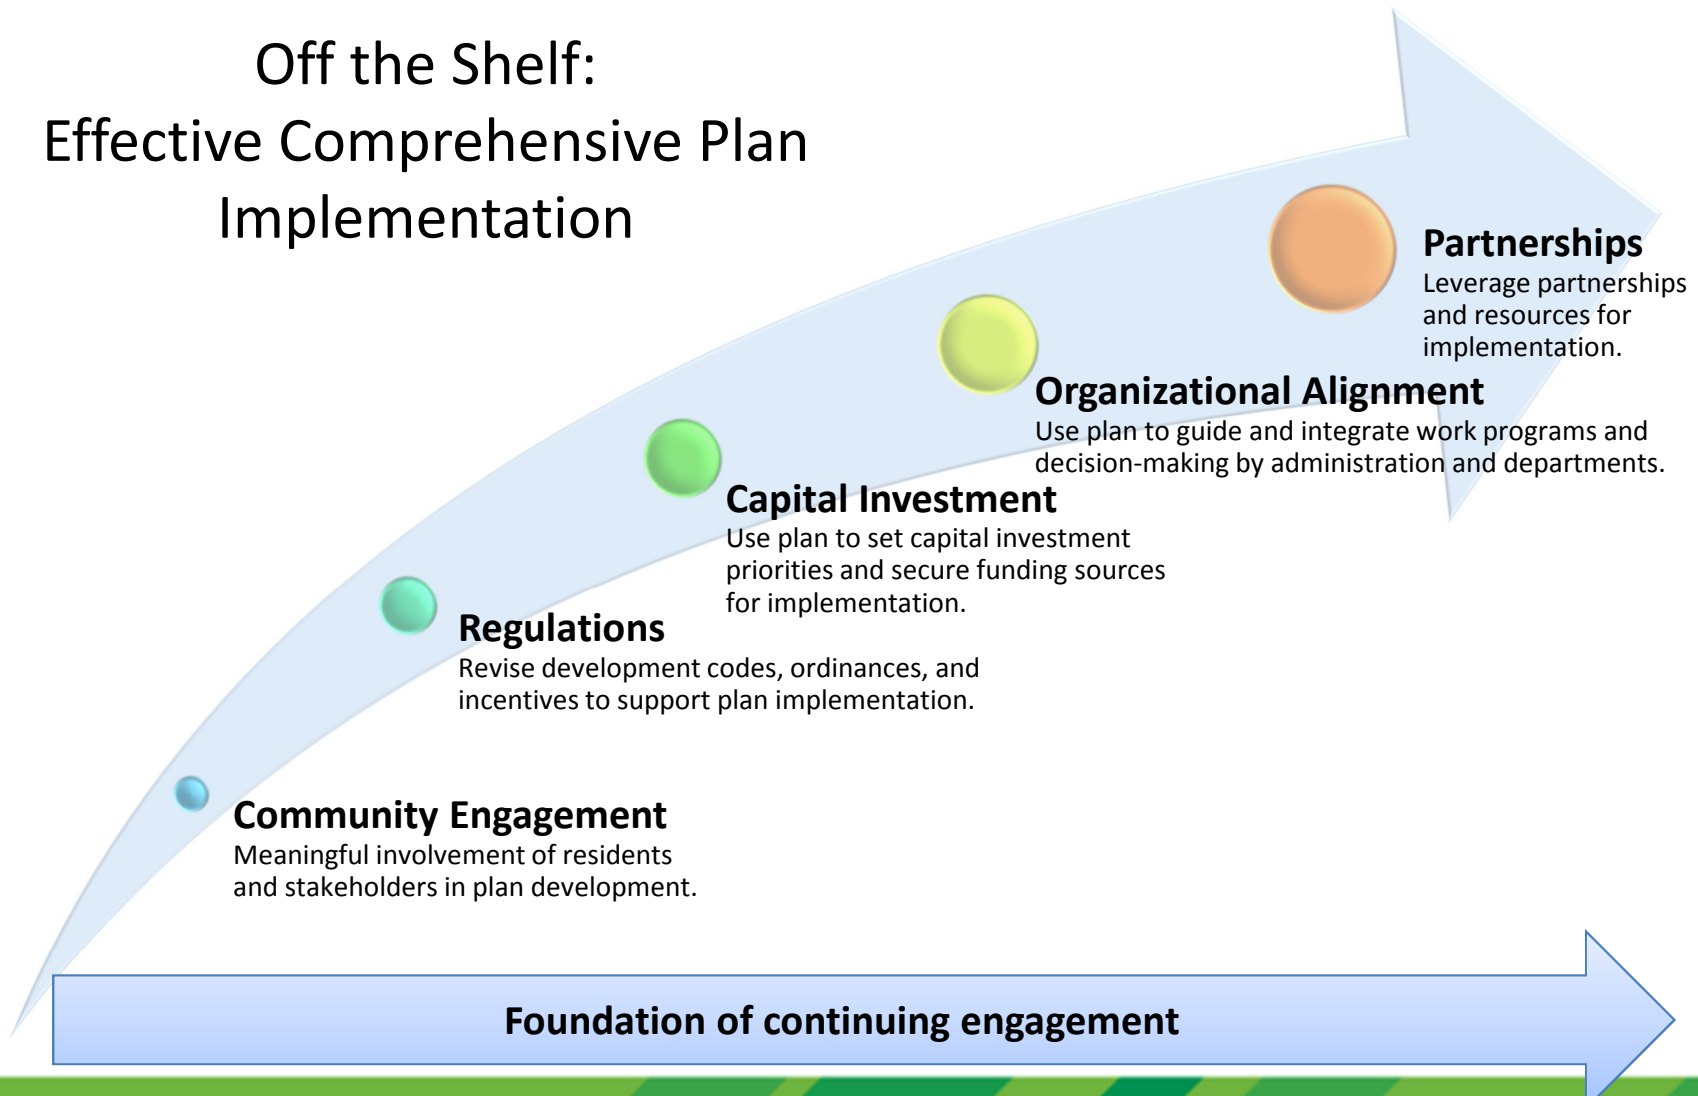 Off the Shelf:
Effective Comprehensive Plan
Implementation
Partnerships
Leverage partnerships
and resources for
implementation.
Organizational Alignment
Use plan to guide and integrate work programs and
decision-making by administration and departments.
Capital Investment
Use plan to set capital investment
priorities and secure funding sources
for implementation.
Regulations
Revise development codes, ordinances, and
incentives to support plan implementation.
Community Engagement
Meaningful involvement of residents
and stakeholders in plan development.
Foundation of continuing engagement